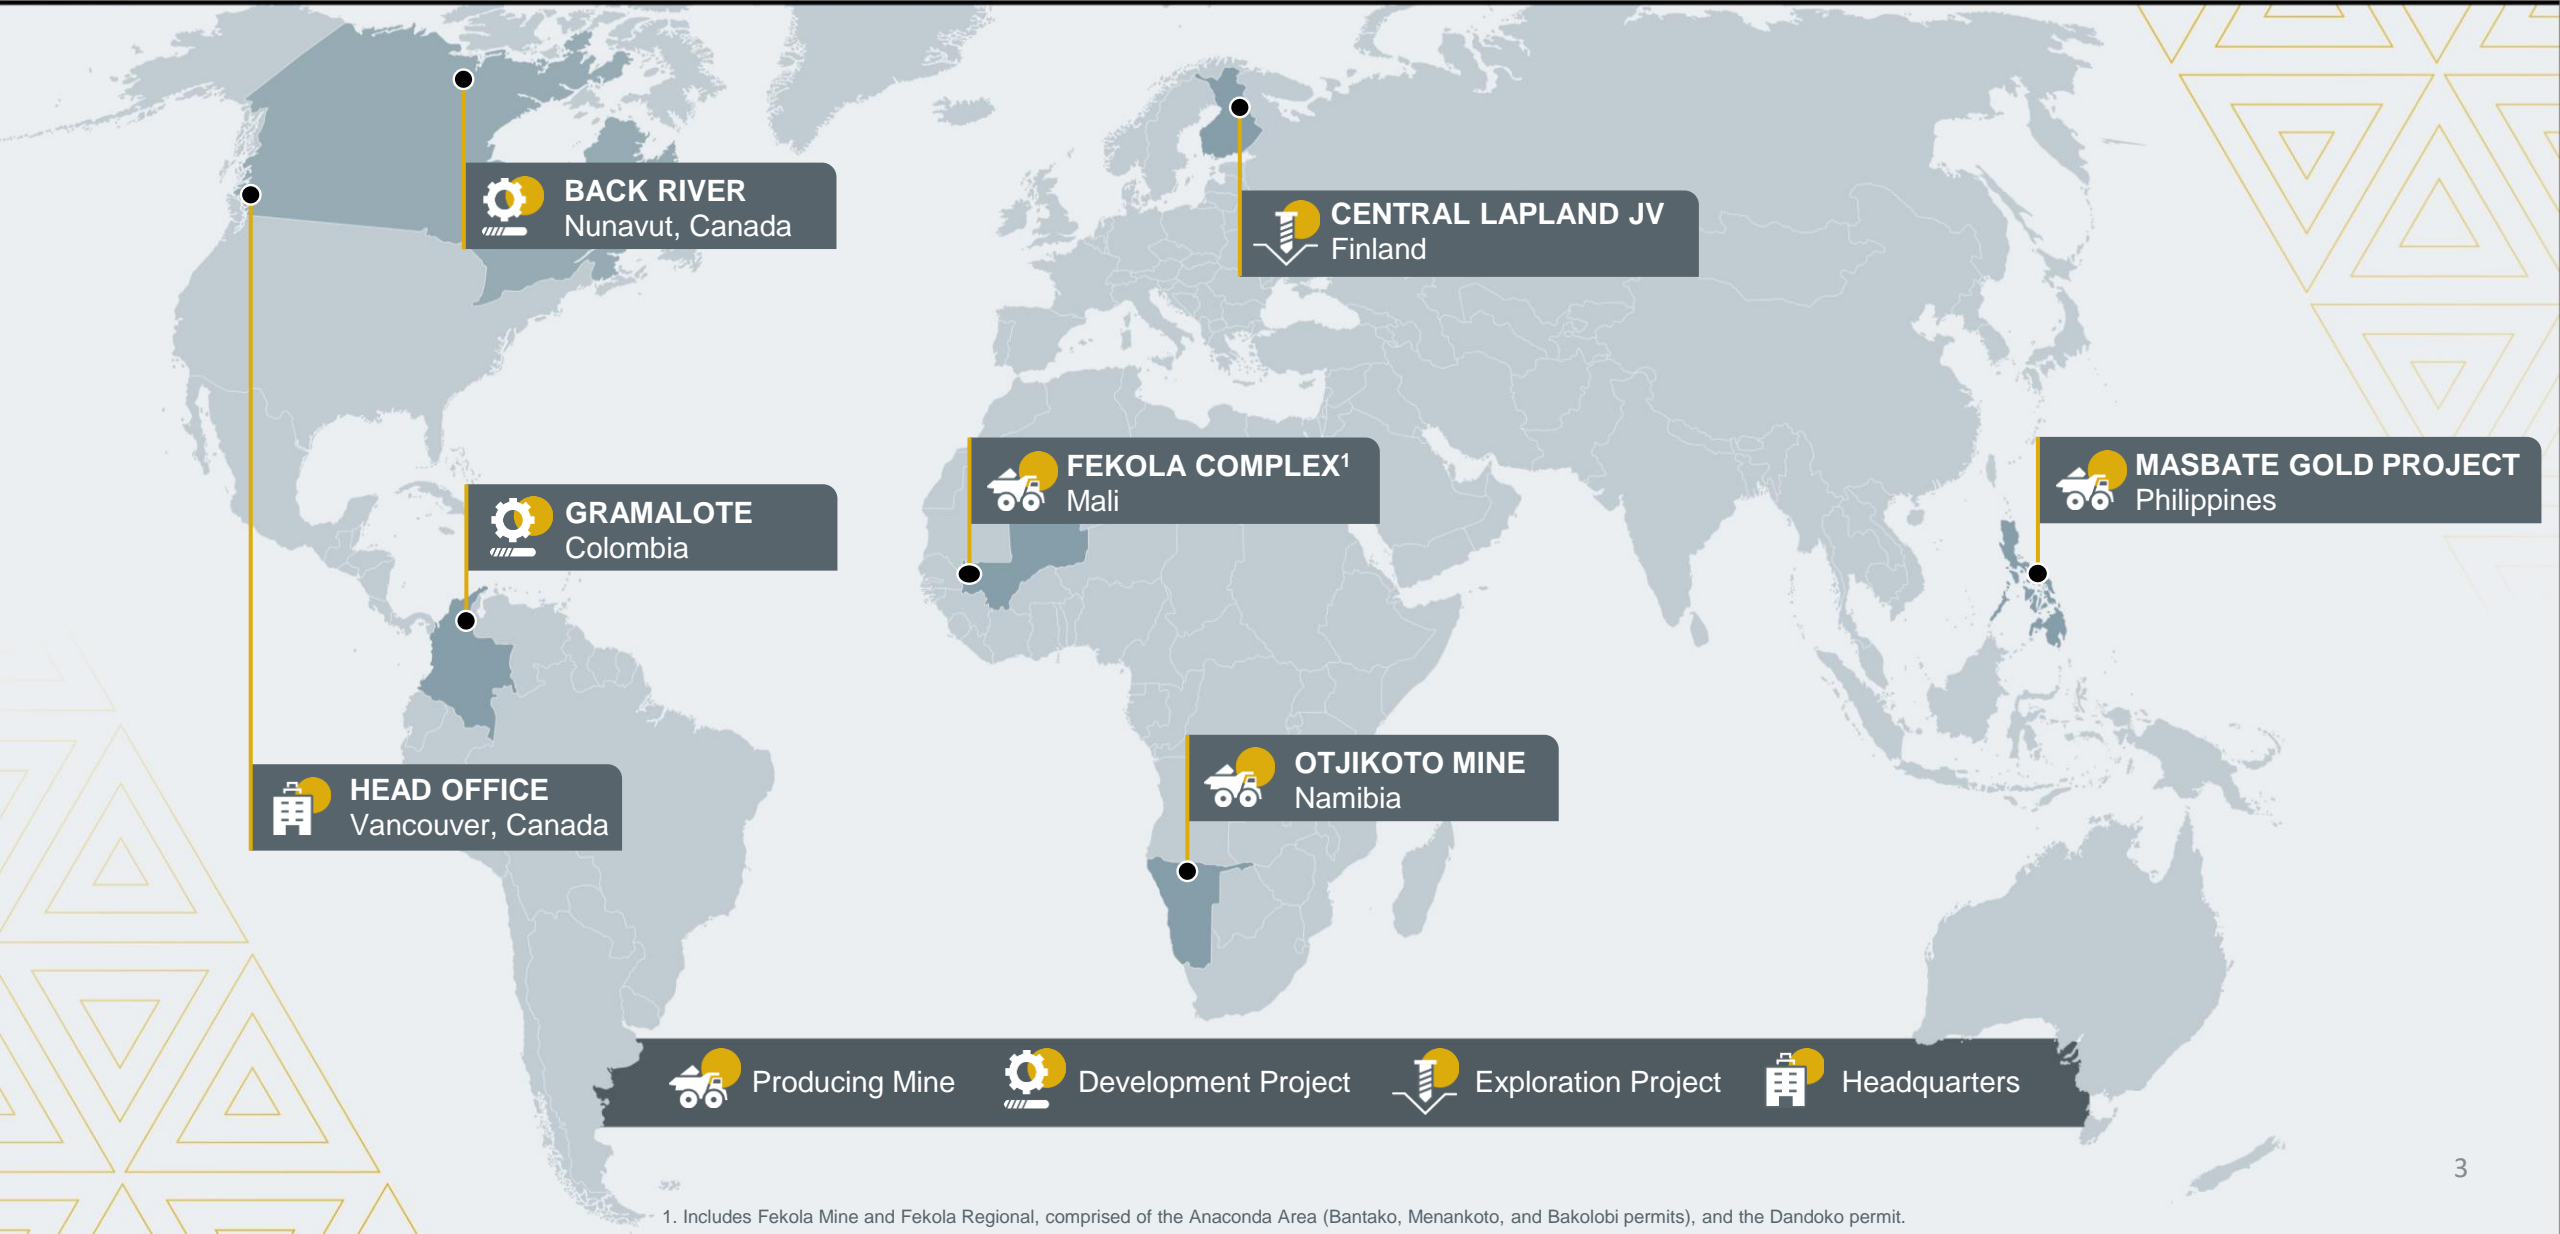 BACK RIVER
Nunavut, Canada
CENTRAL LAPLAND JV
Finland
FEKOLA COMPLEX¹
Mali
MASBATE GOLD PROJECT
Philippines
GRAMALOTE
Colombia
OTJIKOTO MINE
Namibia
HEAD OFFICE
Vancouver, Canada
Producing Mine
Development Project
Exploration Project
Headquarters
3
1. Includes Fekola Mine and Fekola Regional, comprised of the Anaconda Area (Bantako, Menankoto, and Bakolobi permits), and the Dandoko permit.